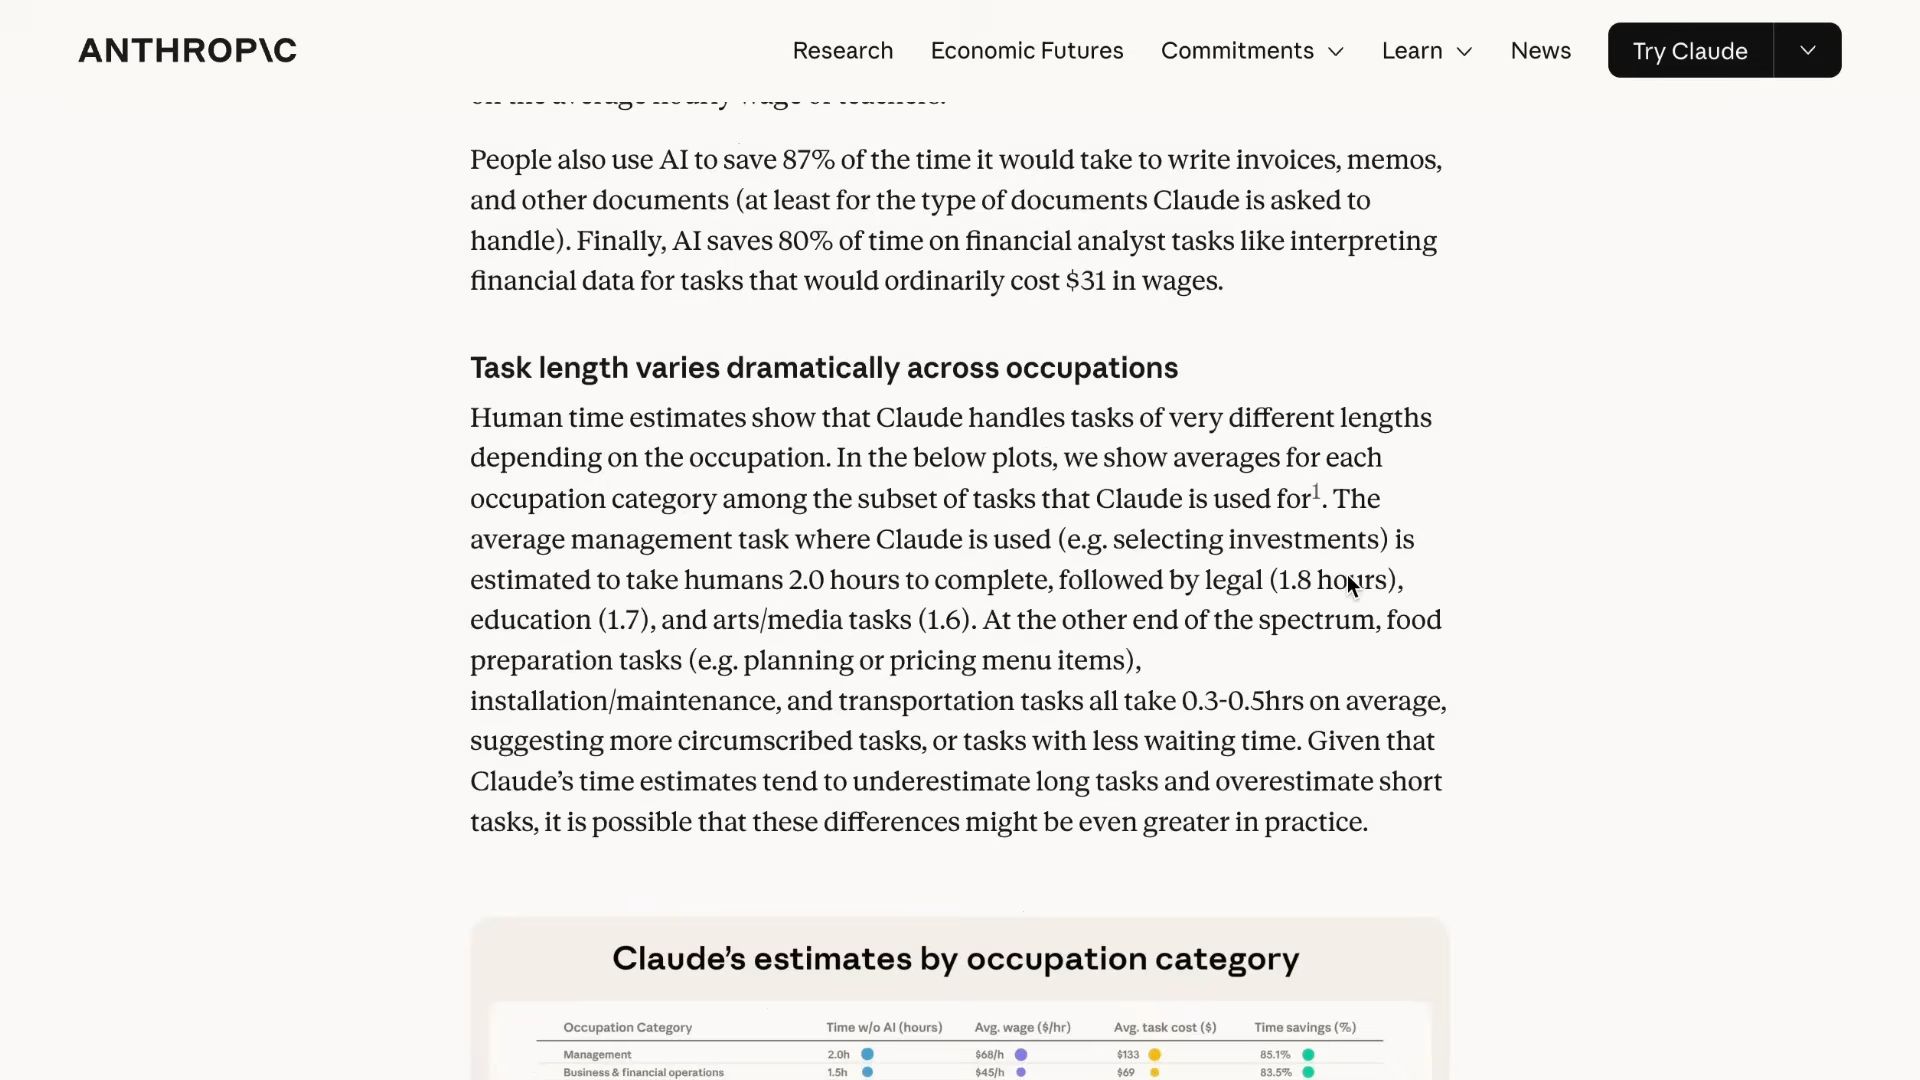 ANTHROP\C
Research Economic Futures Commitments Learn News Try Claude
on the average hourly wage of teachers.
People also use AI to save 87% of the time it would take to write invoices, memos,
and other documents (at least for the type of documents Claude is asked to
handle). Finally, AI saves 80% of time on financial analyst tasks like interpreting
financial data for tasks that would ordinarily cost $31 in wages.
Task length varies dramatically across occupations
Human time estimates show that Claude handles tasks of very different lengths
depending on the occupation. In the below plots, we show averages for each
occupation category among the subset of tasks that Claude is used for¹. The
average management task where Claude is used (e.g. selecting investments) is
estimated to take humans 2.0 hours to complete, followed by legal (1.8 hours),
education (1.7), and arts/media tasks (1.6). At the other end of the spectrum, food
preparation tasks (e.g. planning or pricing menu items),
installation/maintenance, and transportation tasks all take 0.3-0.5hrs on average,
suggesting more circumscribed tasks, or tasks with less waiting time. Given that
Claude’s time estimates tend to underestimate long tasks and overestimate short
tasks, it is possible that these differences might be even greater in practice.
Claude’s estimates by occupation category
Occupation Category Time w/o AI (hours) Avg. wage ($/hr) Avg. task cost ($) Time savings (%)
Management 2.0h $68/h $133 85.1%
Business & financial operations 1.5h $45/h $69 83.5%